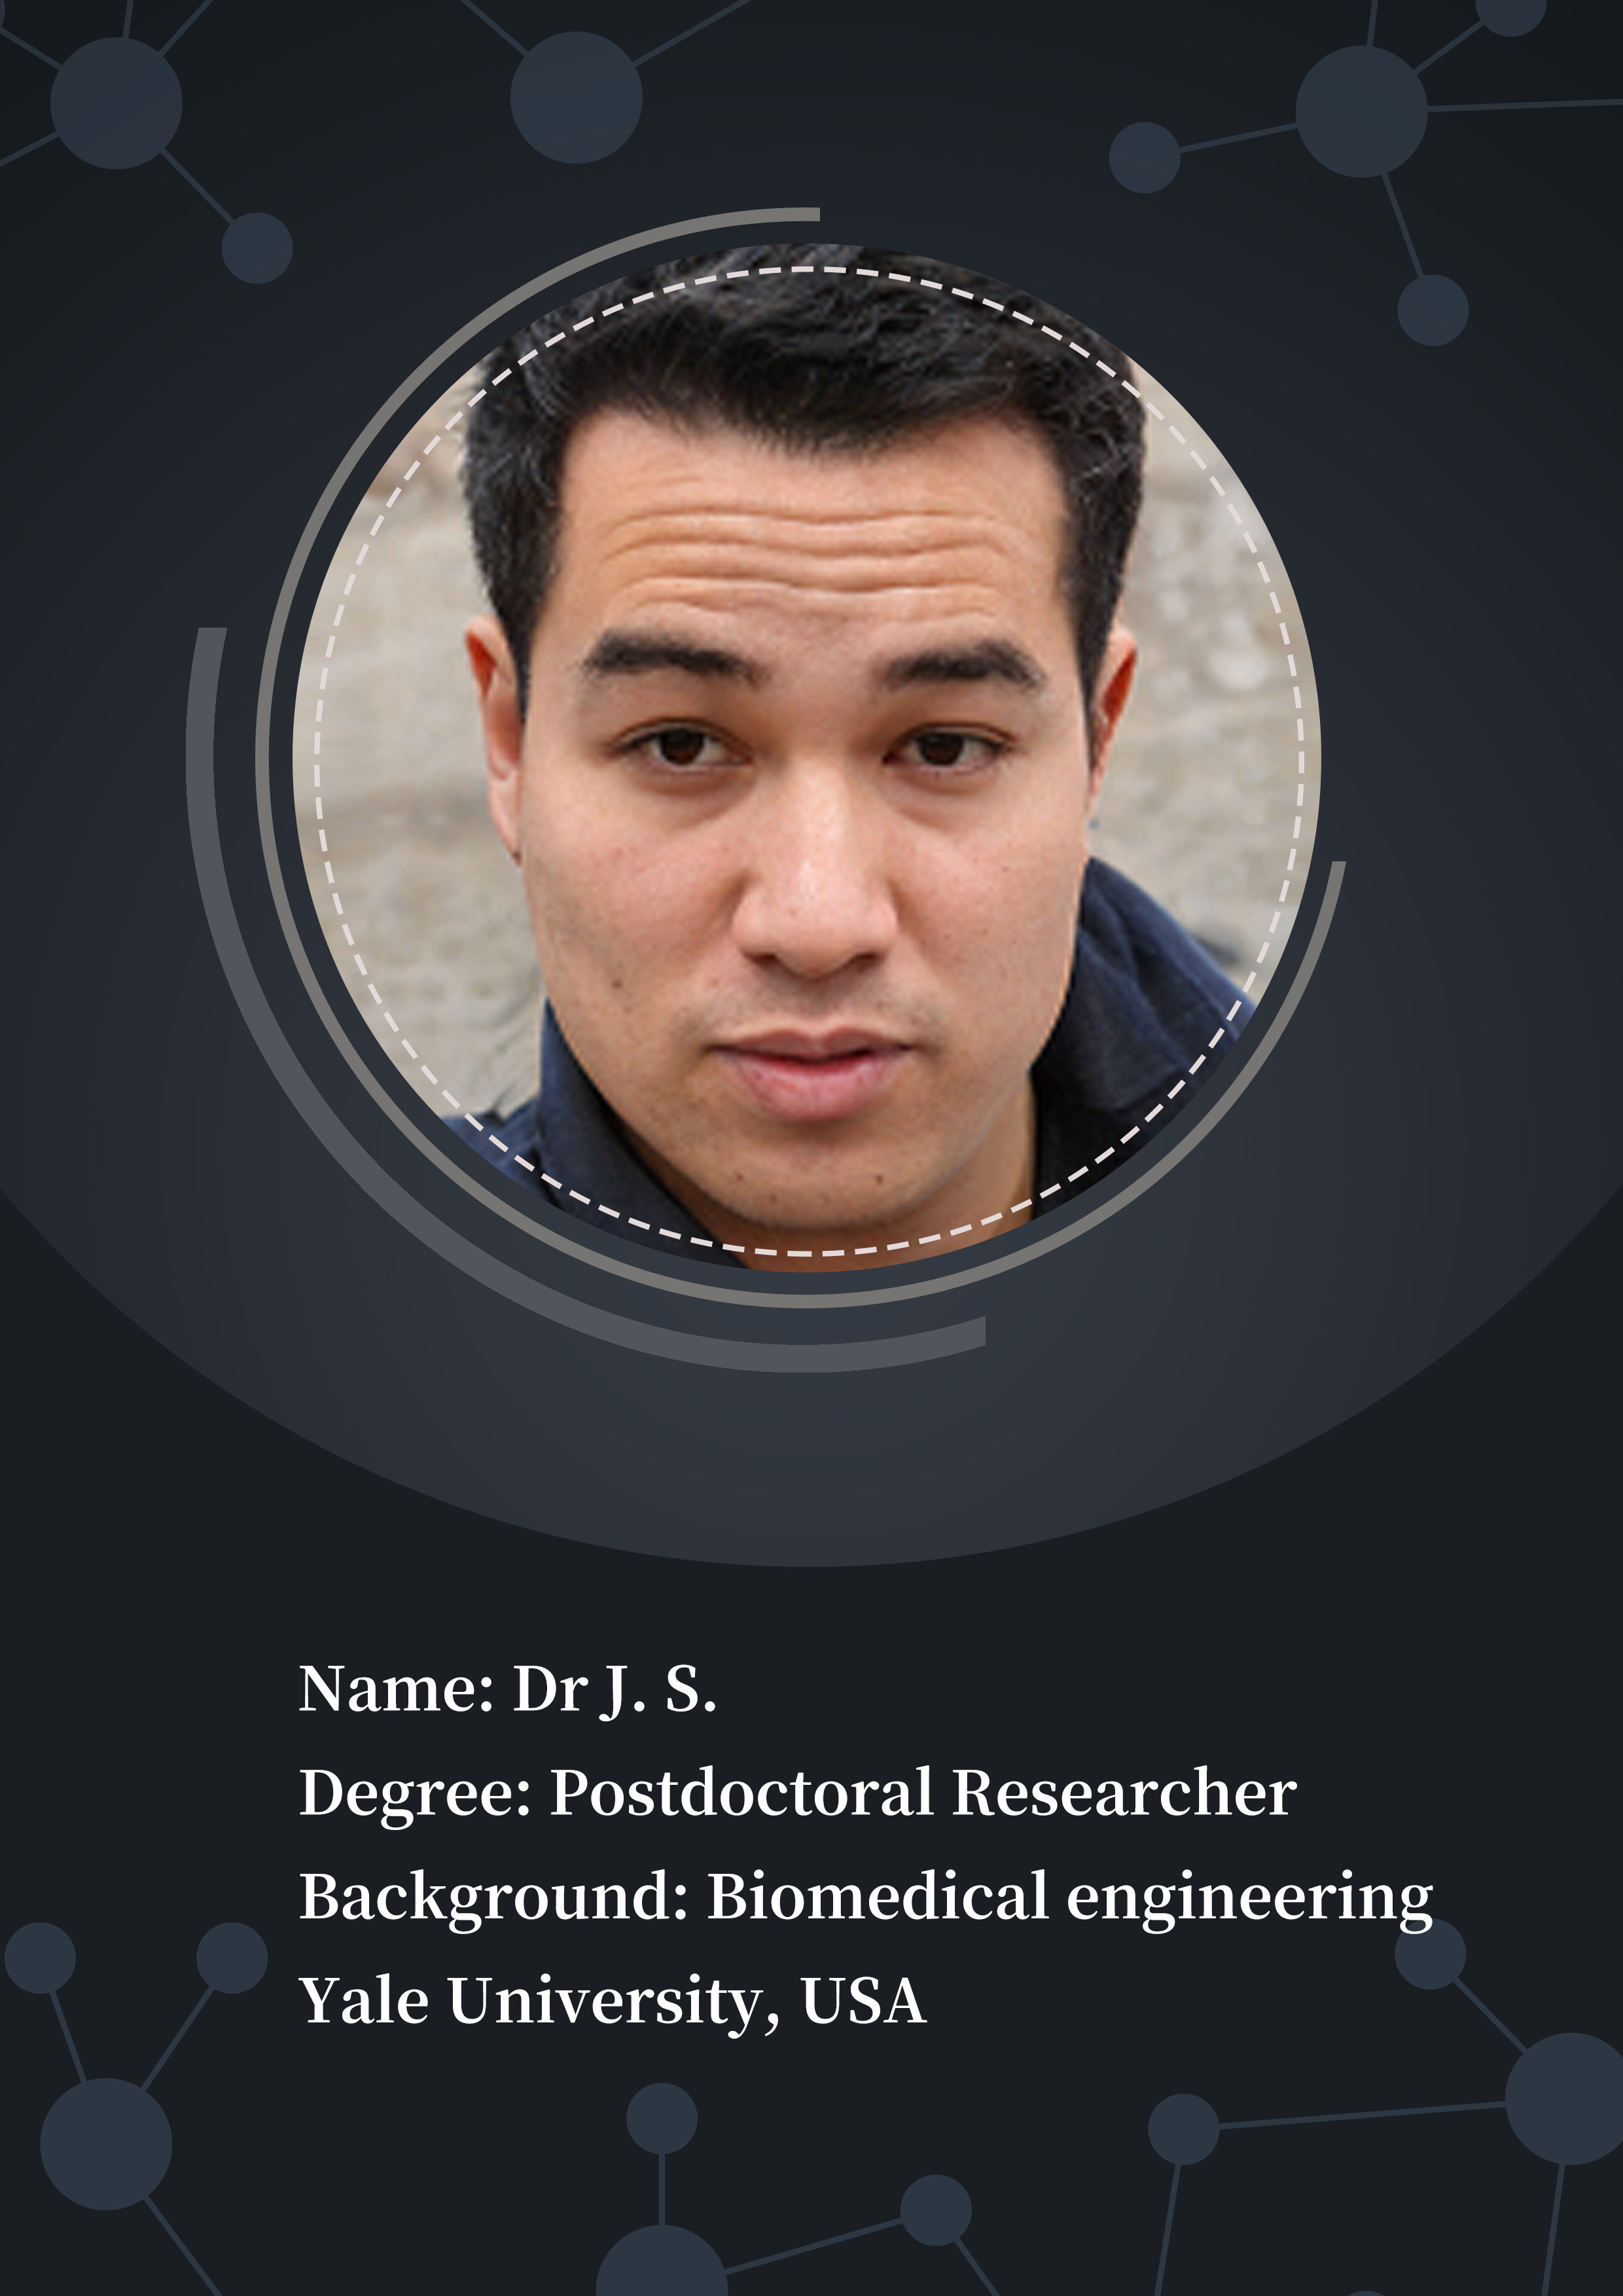 Name: Dr J. S.
Degree: Postdoctoral Researcher
Background: Biomedical engineering
Yale University, USA